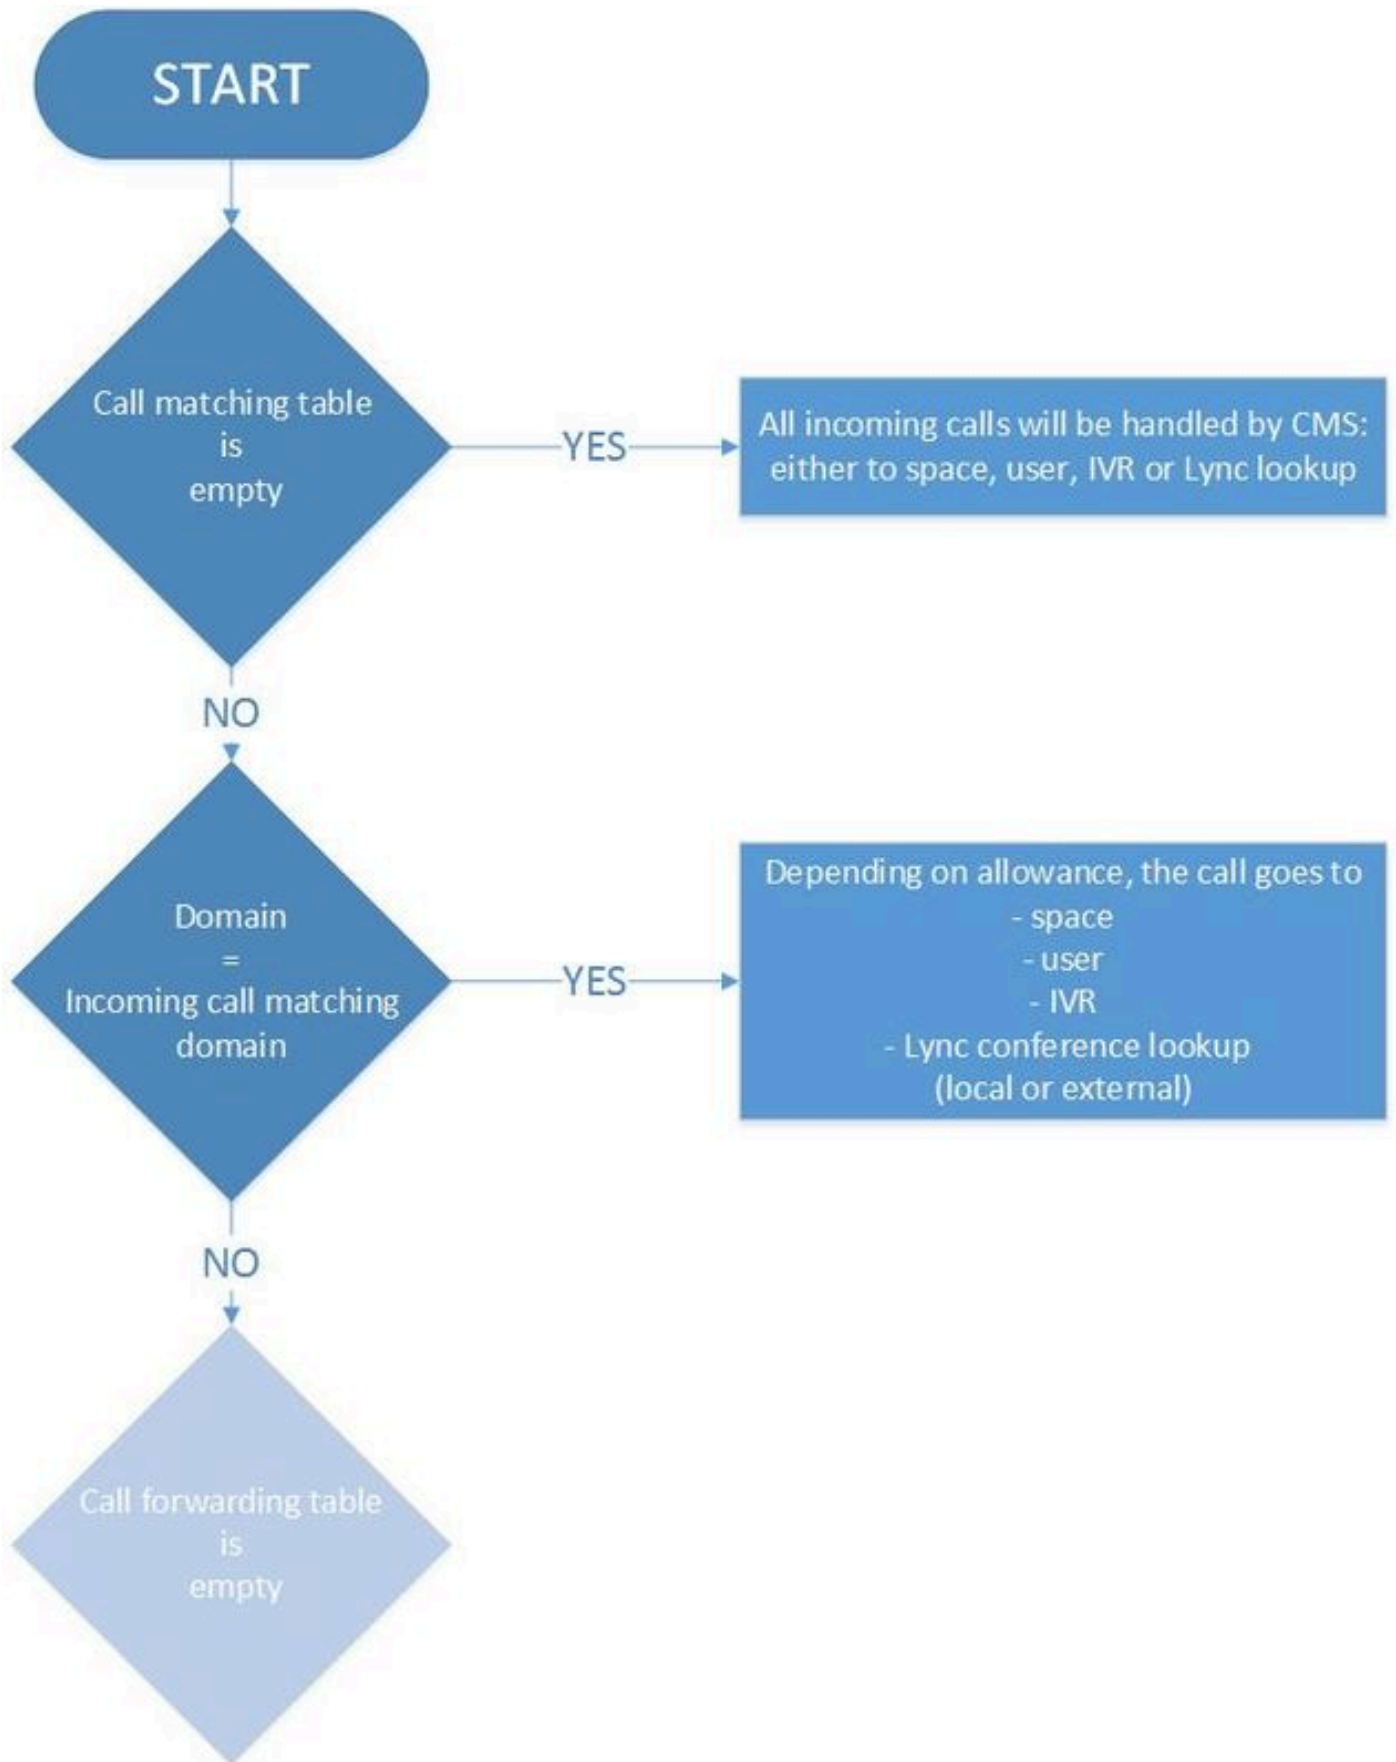 START
Call matching table
is
empty
YES
All incoming calls will be handled by CMS:
either to space, user, IVR or Lync lookup
NO
Domain
=
Incoming call matching
domain
YES
Depending on allowance, the call goes to
- space
- user
- IVR
- Lync conference lookup
(local or external)
NO
Call forwarding table
is
empty